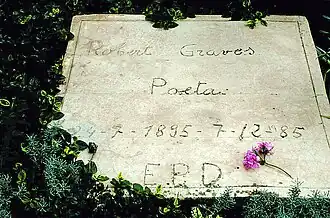 Robert Graves
Poeta
24-7-1895-7-12-85
E.P.D.